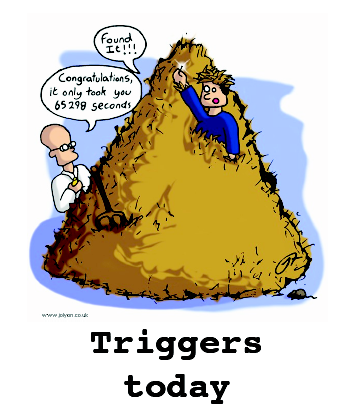 Found
It!!!
Congratulations,
it only took you
65298 seconds
www.jolyon.co.uk
Triggers
today